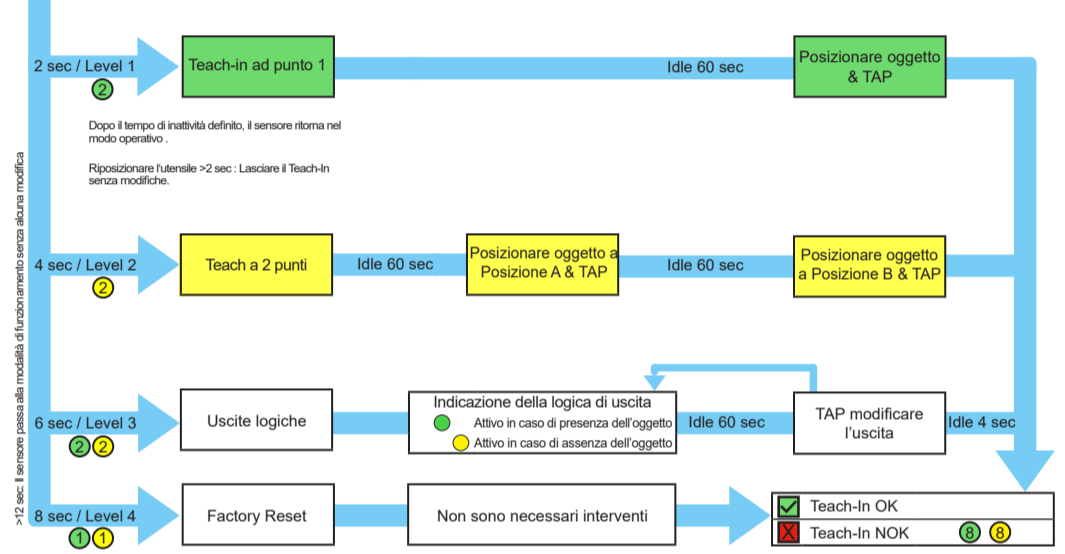 2 sec / Level 1
2
Teach-in ad punto 1
Idle 60 sec
Posizionare oggetto
& TAP
Dopo il tempo di inattività definito, il sensore ritorna nel
modo operativo .
Riposizionare l'utensile >2 sec : Lasciare il Teach-In
senza modifiche.
>12 sec: Il sensore passa alla modalità di funzionamento senza alcuna modifica
4 sec / Level 2
2
Teach a 2 punti
Idle 60 sec
Posizionare oggetto a
Posizione A & TAP
Idle 60 sec
Posizionare oggetto
a Posizione B & TAP
6 sec / Level 3
2 2
Uscite logiche
Indicazione della logica di uscita
Attivo in caso di presenza dell'oggetto
Attivo in caso di assenza dell'oggetto
Idle 60 sec
TAP modificare
l'uscita
Idle 4 sec
8 sec / Level 4
1 1
Factory Reset
Non sono necessari interventi
Teach-In OK
Teach-In NOK 8 8